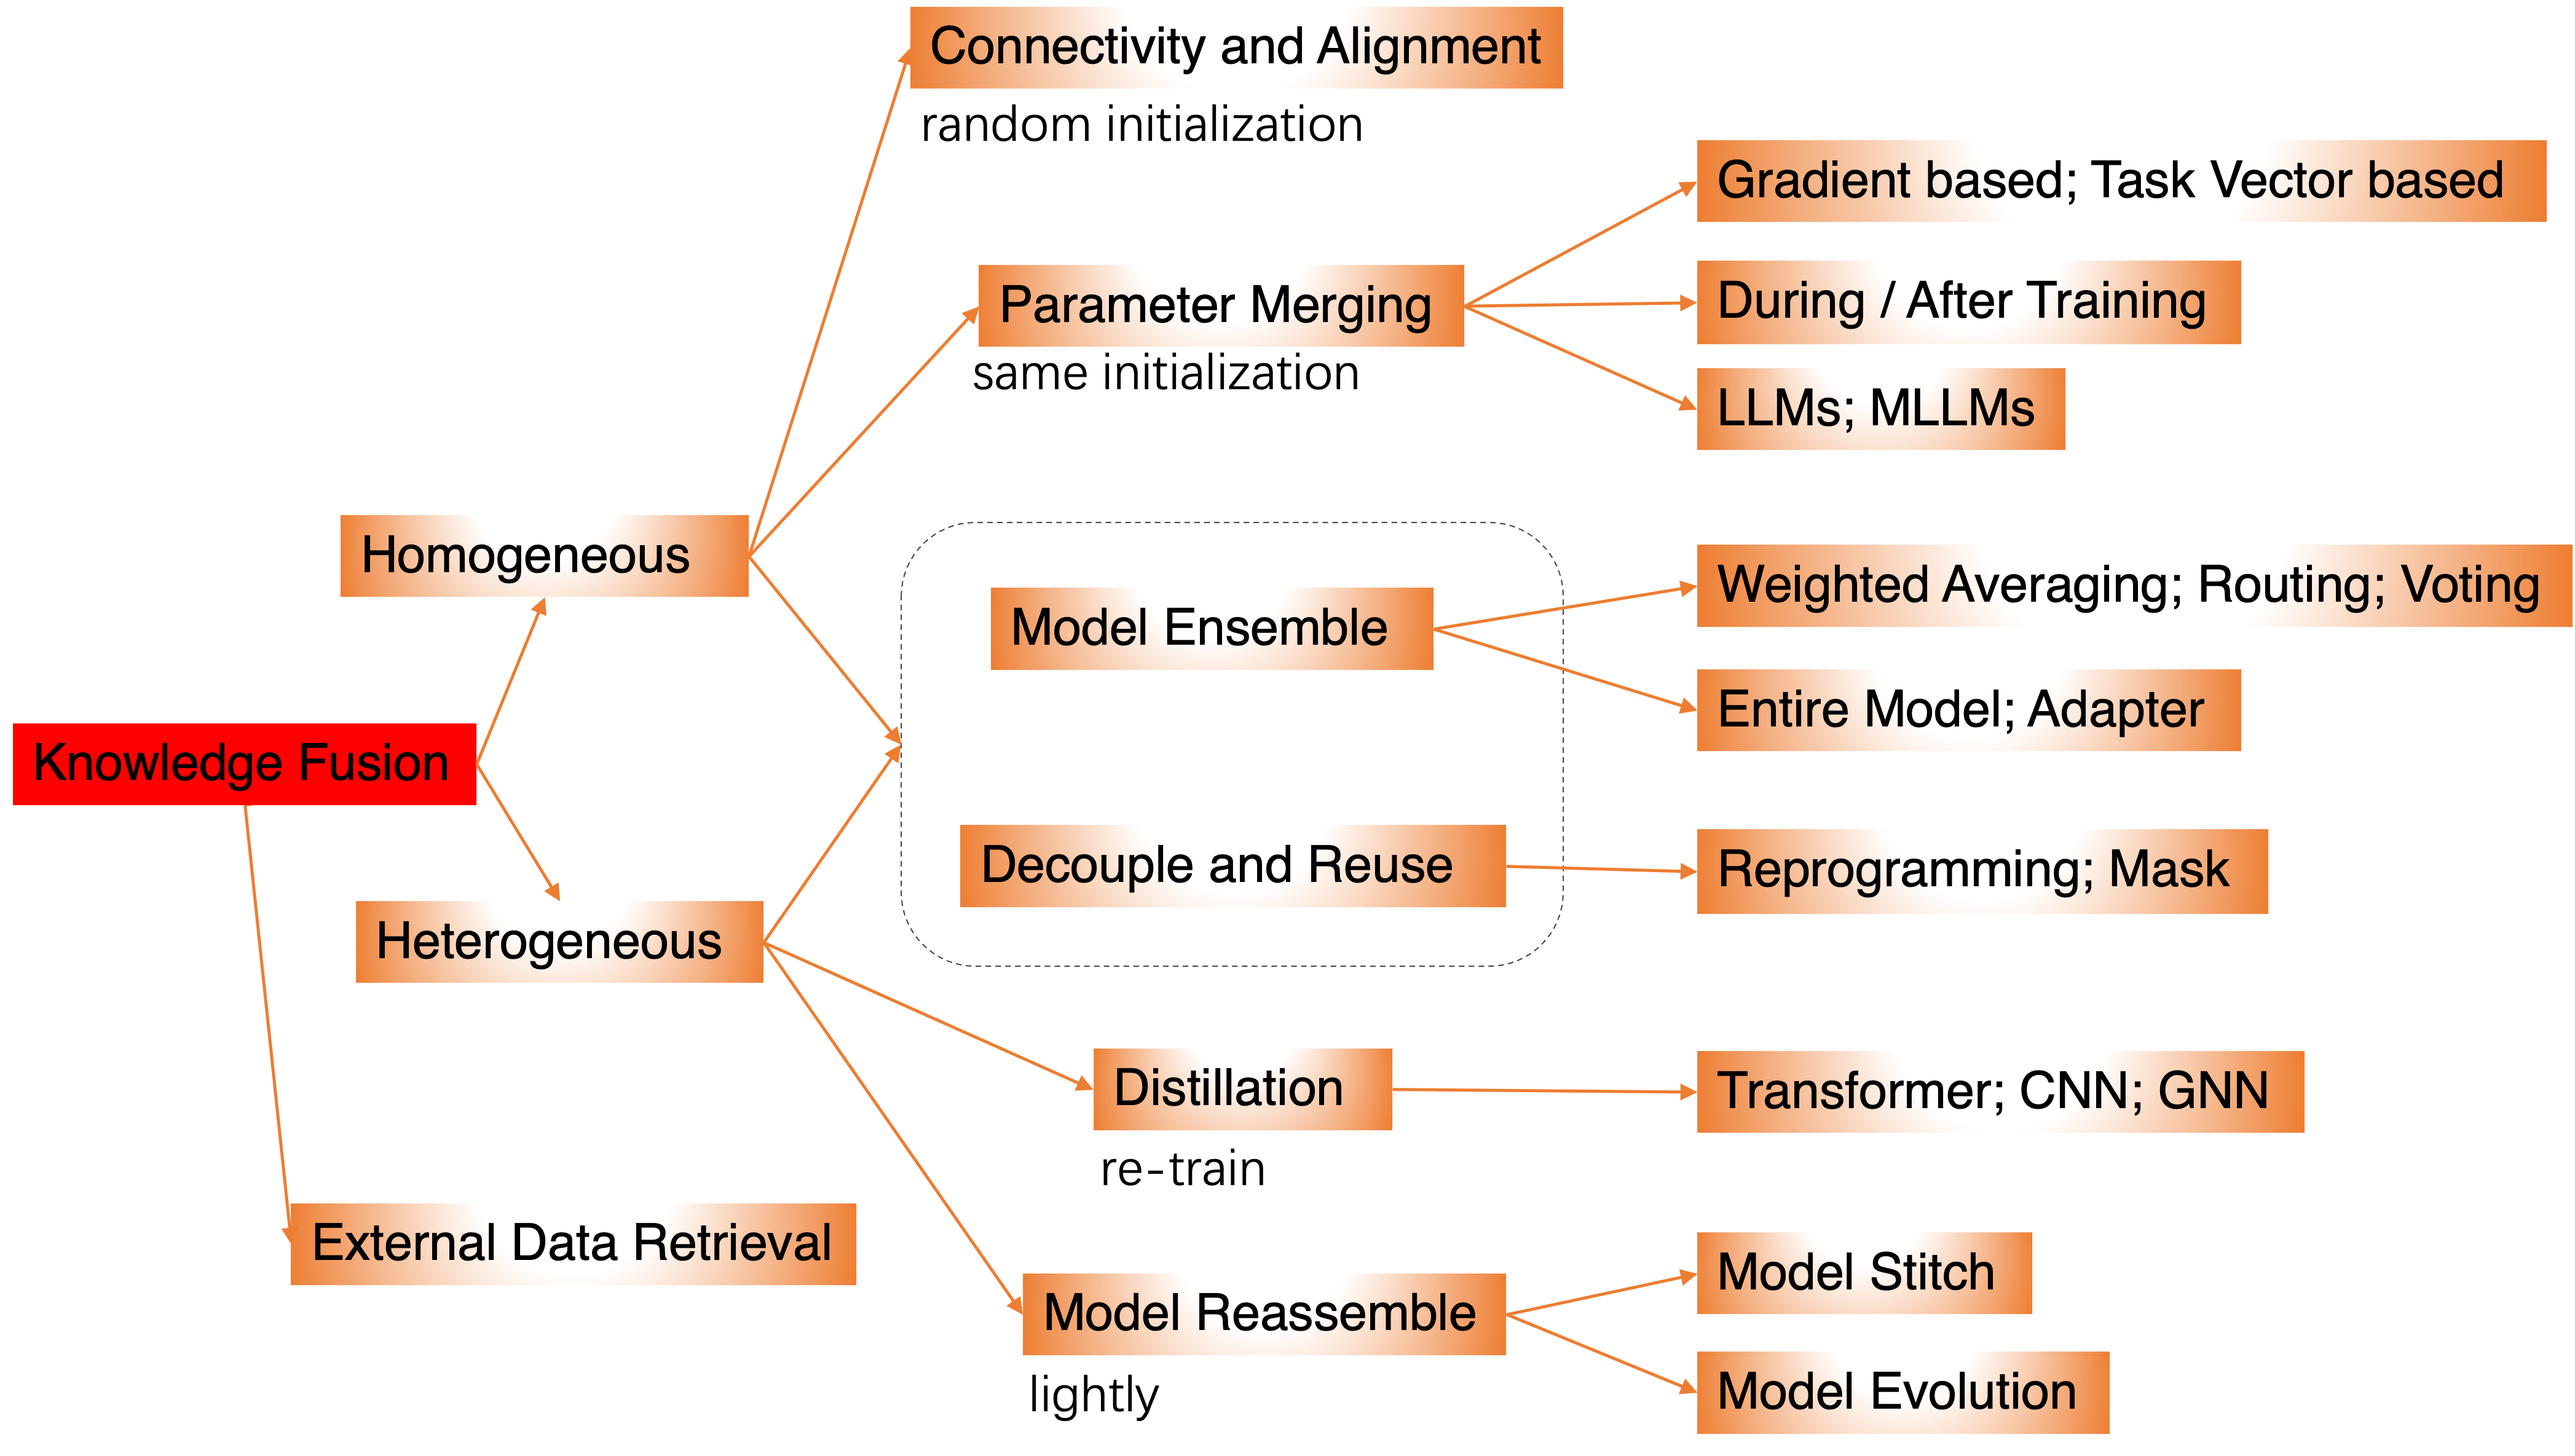 Connectivity and Alignment
random initialization
Gradient based; Task Vector based
Parameter Merging
same initialization
During / After Training
LLMs; MLLMs
Homogeneous
Model Ensemble
Weighted Averaging; Routing; Voting
Entire Model; Adapter
Knowledge Fusion
Decouple and Reuse
Reprogramming; Mask
Heterogeneous
Distillation
re-train
Transformer; CNN; GNN
External Data Retrieval
Model Reassemble
lightly
Model Stitch
Model Evolution